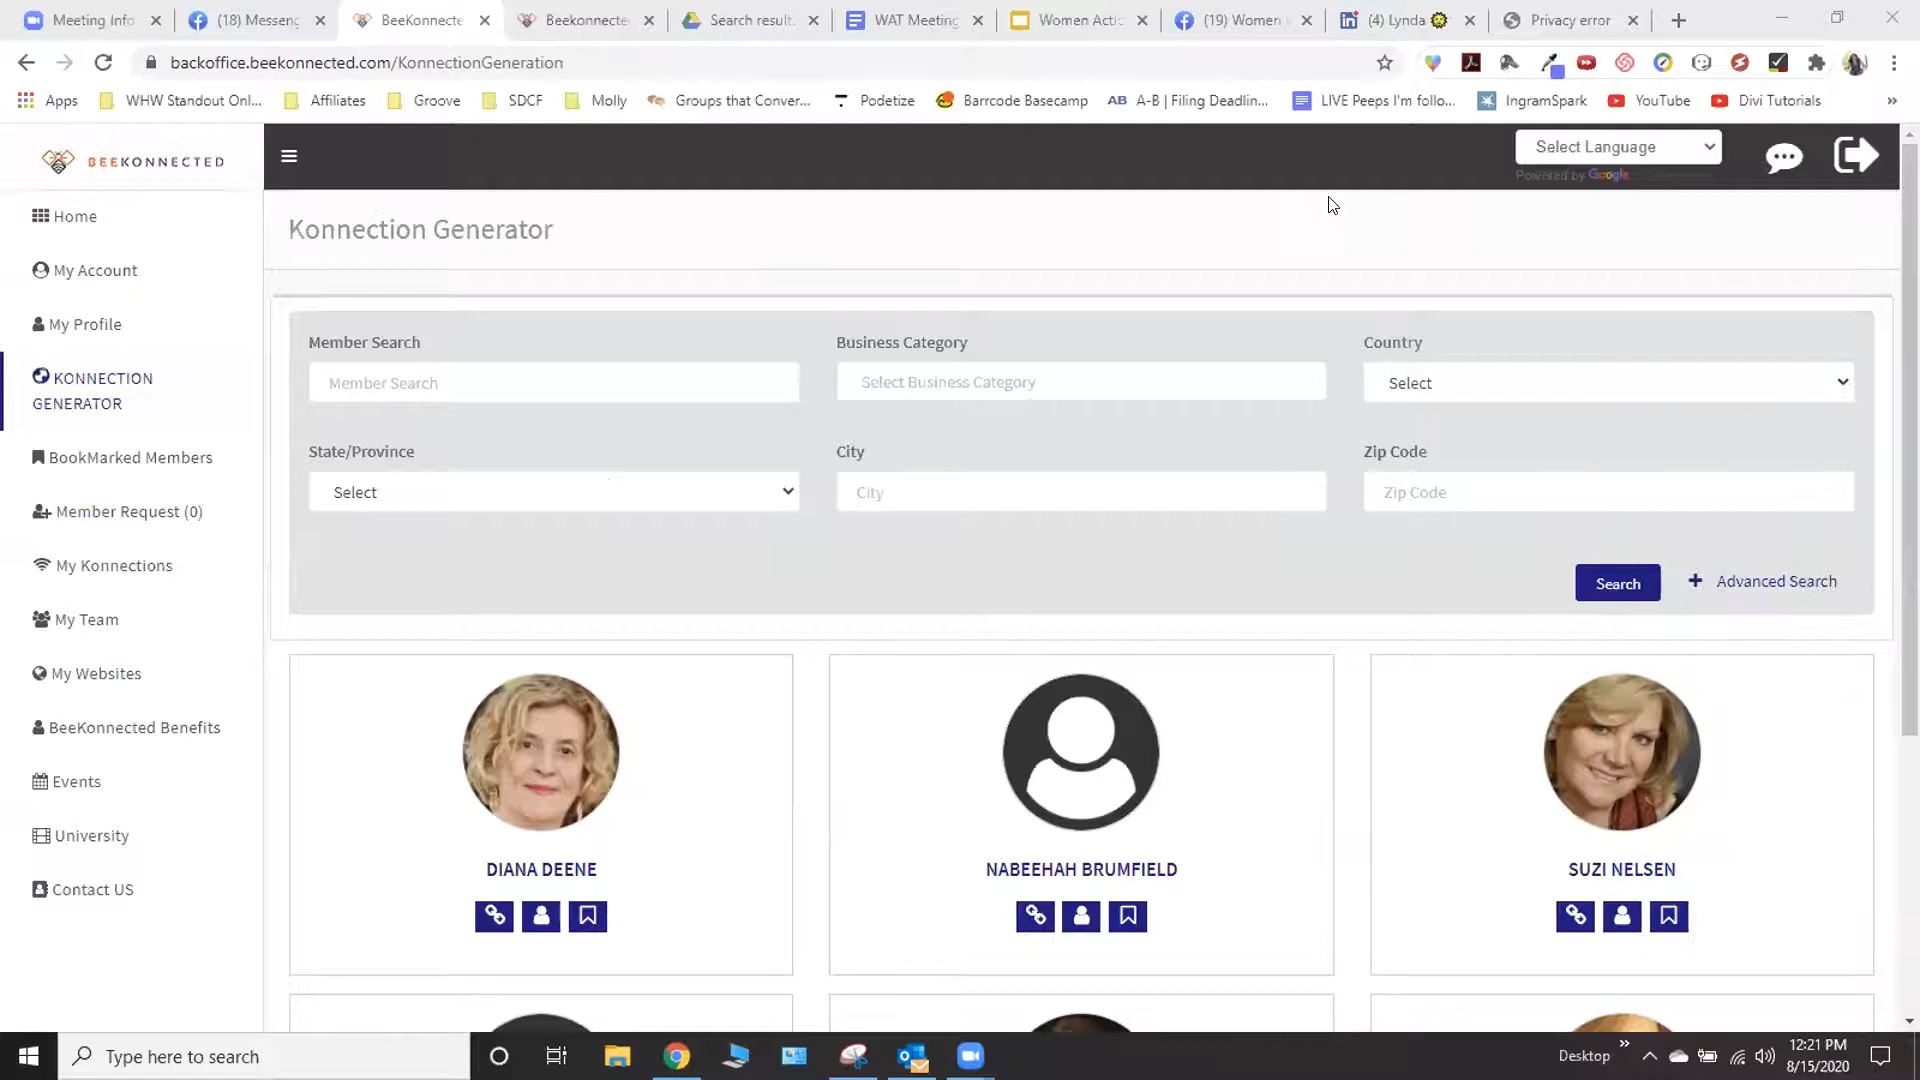 Meeting Info
(18) Messeng
BeeKonnecte
Beekonnecte
Search result
WAT Meeting
Women Actio
(19) Women
(4) Lynda
Privacy error
backoffice.beekonnected.com/KonnectionGeneration
Apps
WHW Standout Onl...
Affiliates
Groove
SDCF
Molly
Groups that Conver...
Podetize
Barrcode Basecamp
AB A-B | Filing Deadlin...
LIVE Peeps I'm follo...
IngramSpark
YouTube
Divi Tutorials
»
BEEKONNECTED
Select Language
Powered by Google
Home
My Account
My Profile
KONNECTION
GENERATOR
BookMarked Members
Member Request (0)
My Konnections
My Team
My Websites
BeeKonnected Benefits
Events
University
Contact US
Konnection Generator
Member Search
Business Category
Country
Member Search
Select Business Category
Select
State/Province
City
Zip Code
Select
City
Zip Code
Search
+ Advanced Search
DIANA DEENE
NABEEHAH BRUMFIELD
SUZI NELSEN
Type here to search
Desktop
»
12:21 PM
8/15/2020